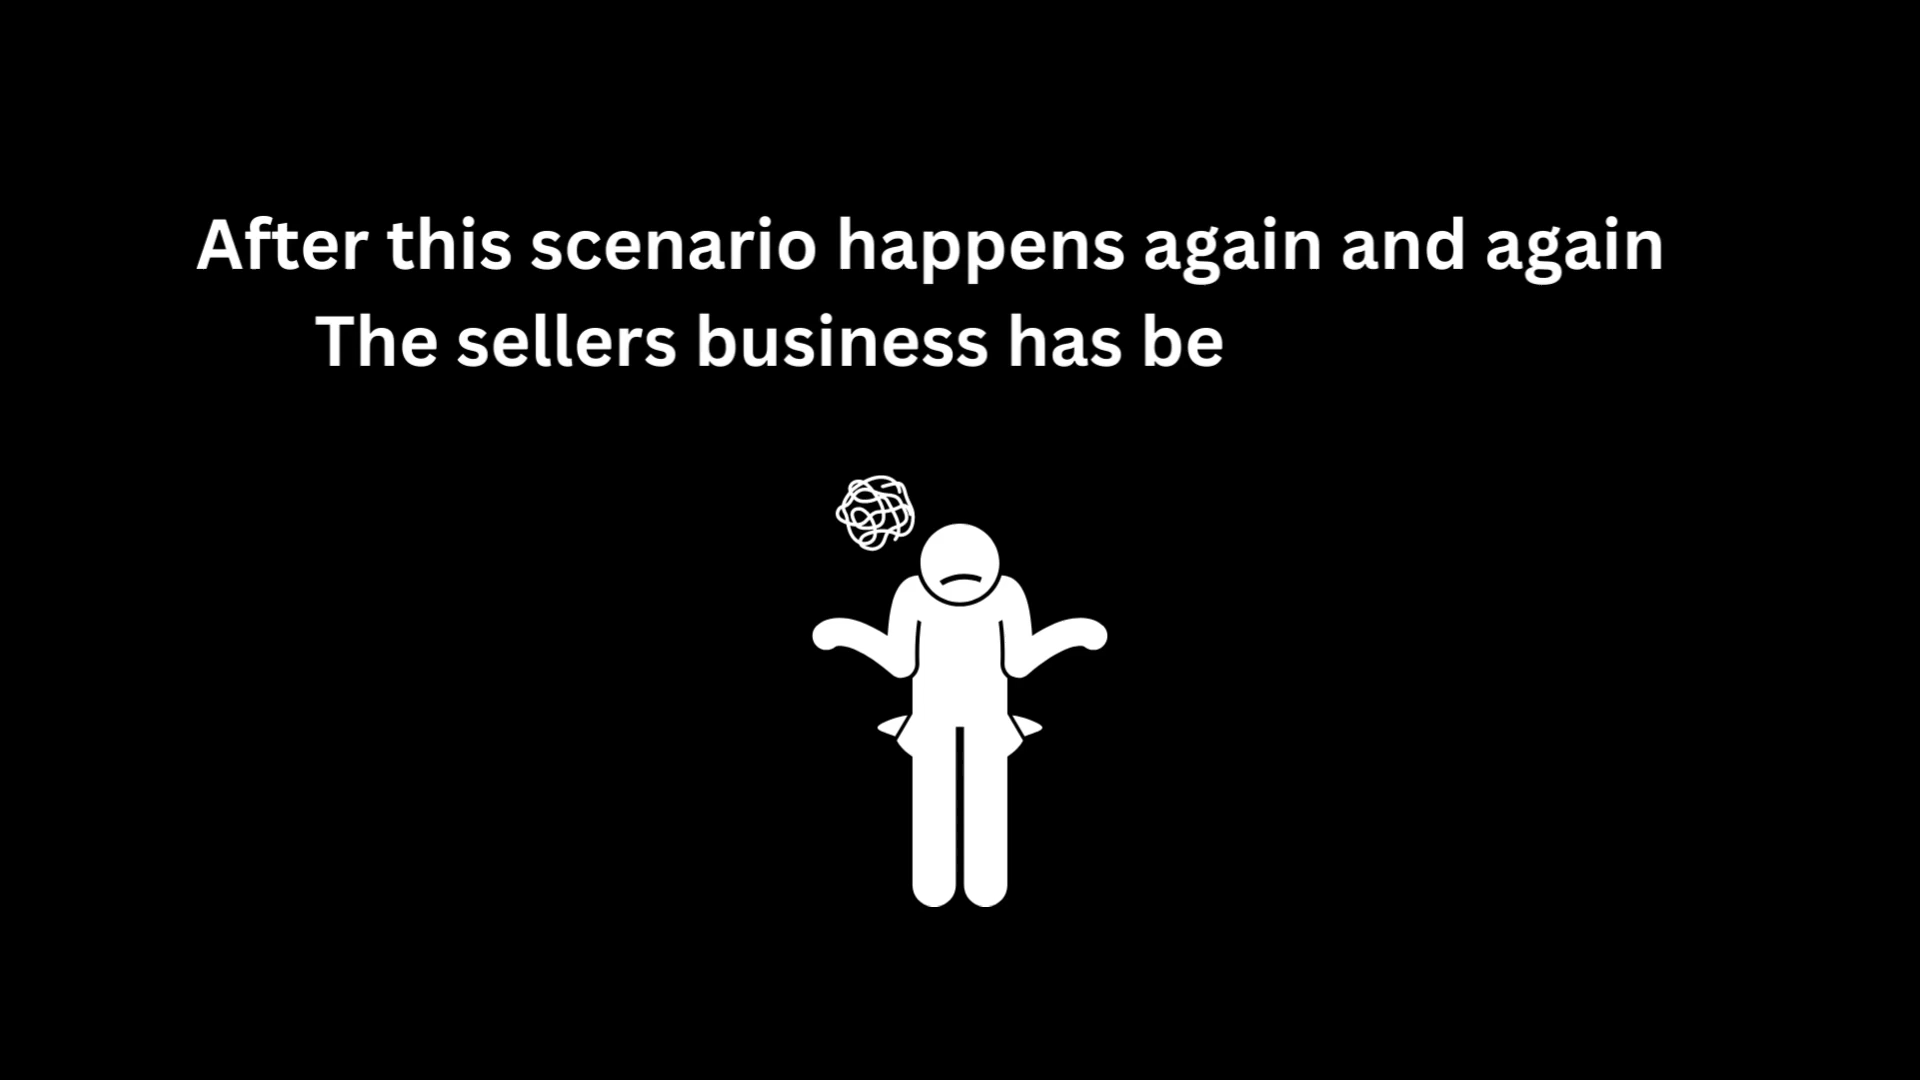 After this scenario happens again and again
The sellers business has be